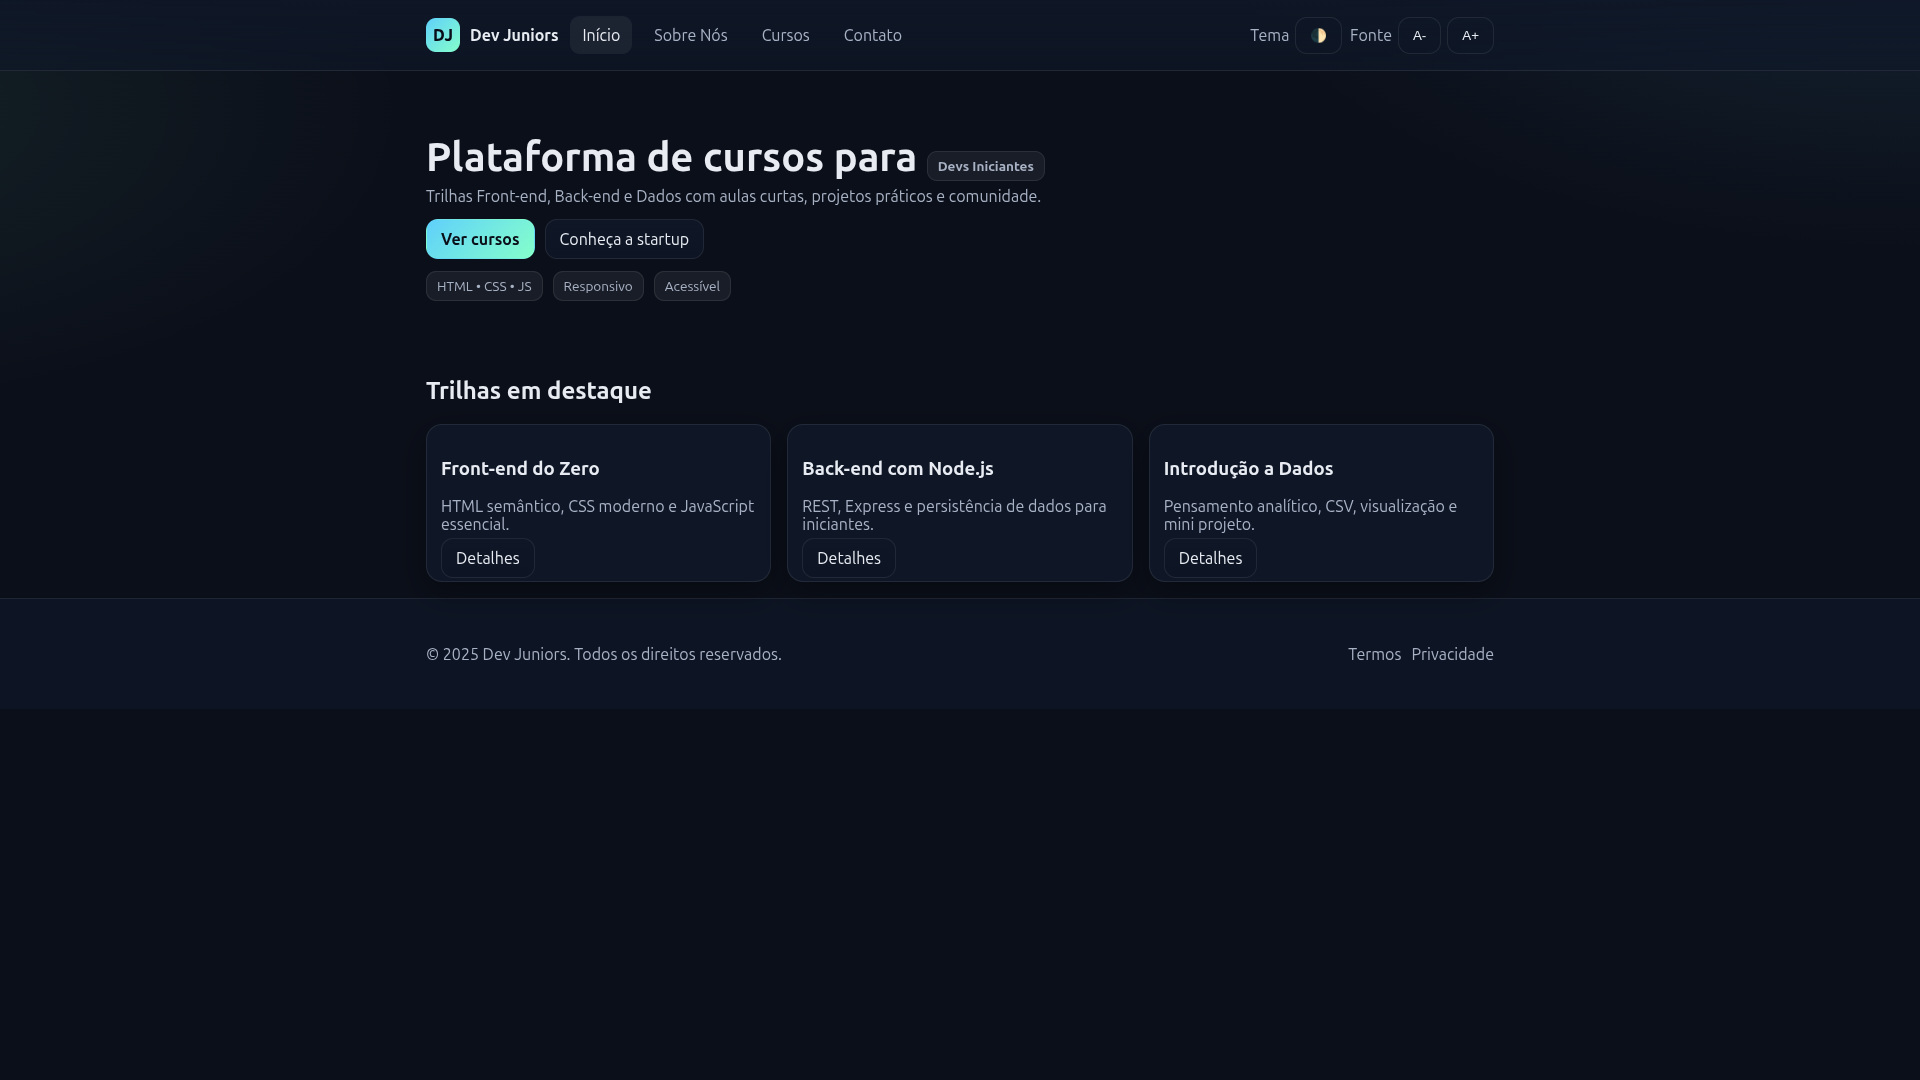 DJ Dev Juniors Início Sobre Nós Cursos Contato Tema Fonte A- A+
Plataforma de cursos para Devs Iniciantes
Trilhas Front-end, Back-end e Dados com aulas curtas, projetos práticos e comunidade.
Ver cursos Conheça a startup
HTML • CSS • JS Responsivo Acessível
Trilhas em destaque
Front-end do Zero
HTML semântico, CSS moderno e JavaScript
essencial.
Detalhes
Back-end com Node.js
REST, Express e persistência de dados para
iniciantes.
Detalhes
Introdução a Dados
Pensamento analítico, CSV, visualização e
mini projeto.
Detalhes
© 2025 Dev Juniors. Todos os direitos reservados. Termos Privacidade